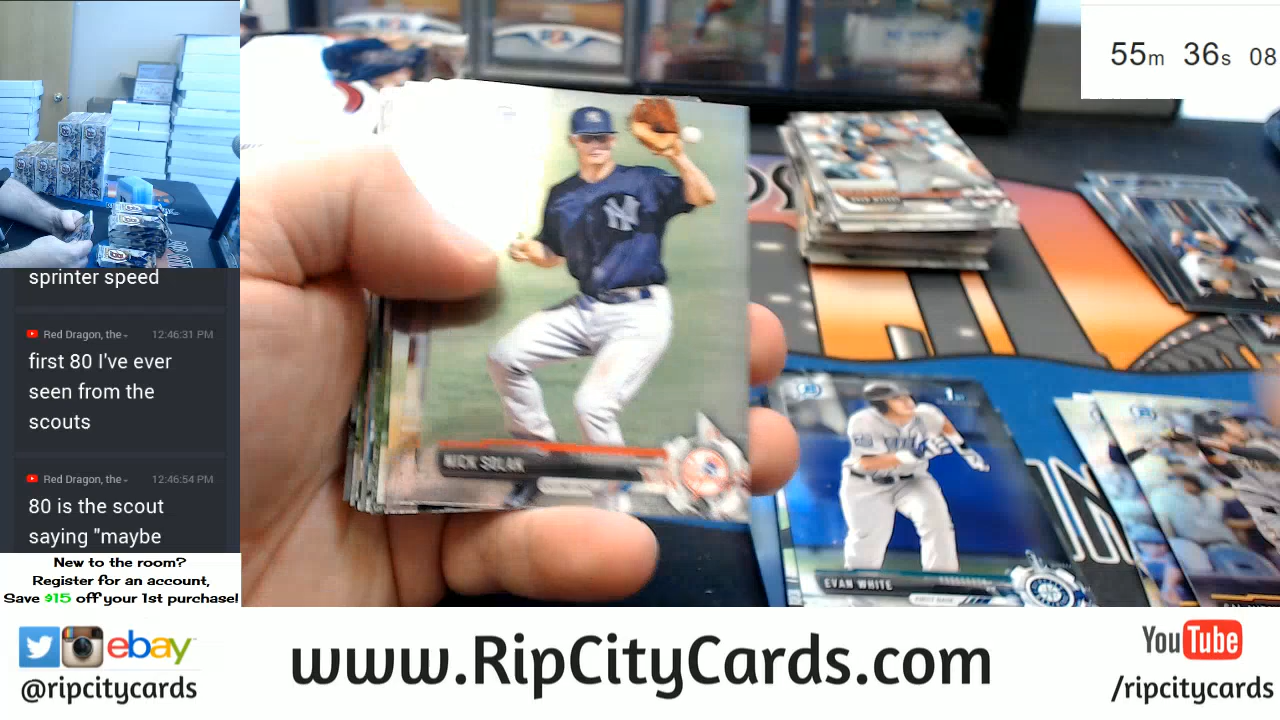 55m 36s 08
sprinter speed
Red Dragon, the
12:46:31 PM
first 80 I've ever
seen from the
scouts
Red Dragon, the
12:46:54 PM
80 is the scout
saying "maybe
New to the room?
Register for an account,
Save $15 off your 1st purchase!
NY
NICK SOLAK
1st
EVAN WHITE
ebay
@ripcitycards
www.RipCityCards.com
YouTube
/ripcitycards